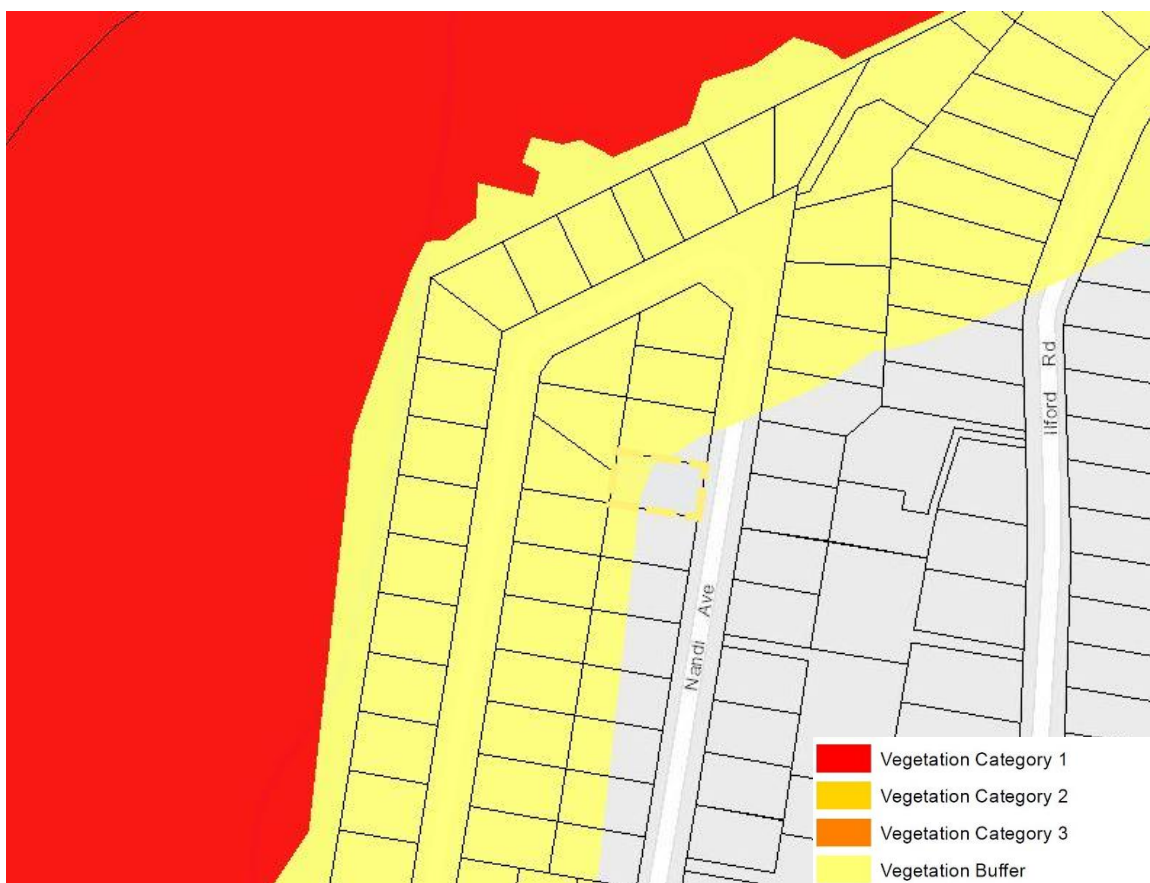 Ilford Rd
Nandi Ave
Vegetation Category 1
Vegetation Category 2
Vegetation Category 3
Vegetation Buffer